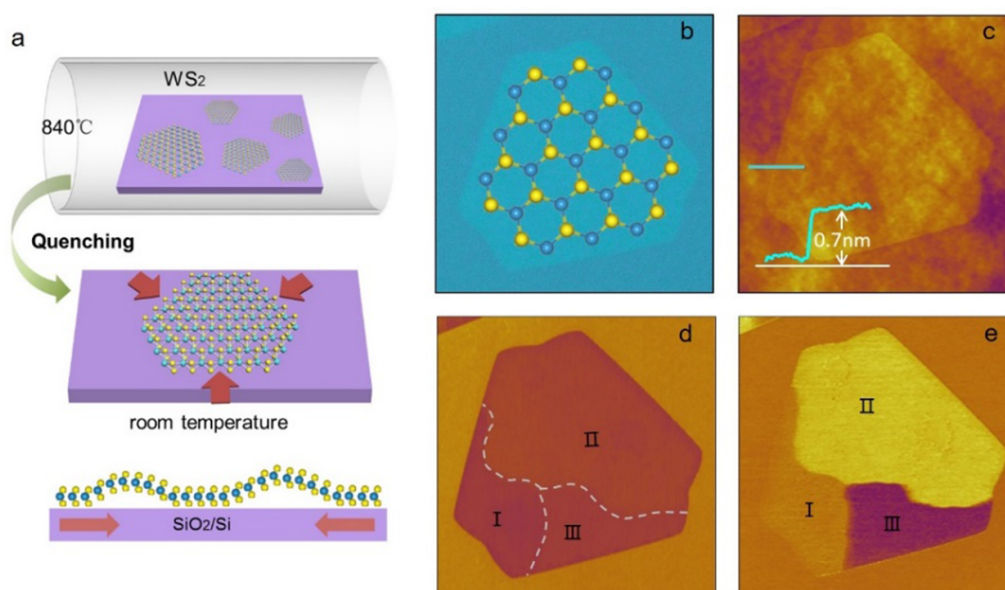 a
WS2
840℃
Quenching
room temperature
SiO2/Si
b
c
0.7nm
d
Ⅱ
Ⅰ
Ⅲ
e
Ⅱ
Ⅰ
Ⅲ